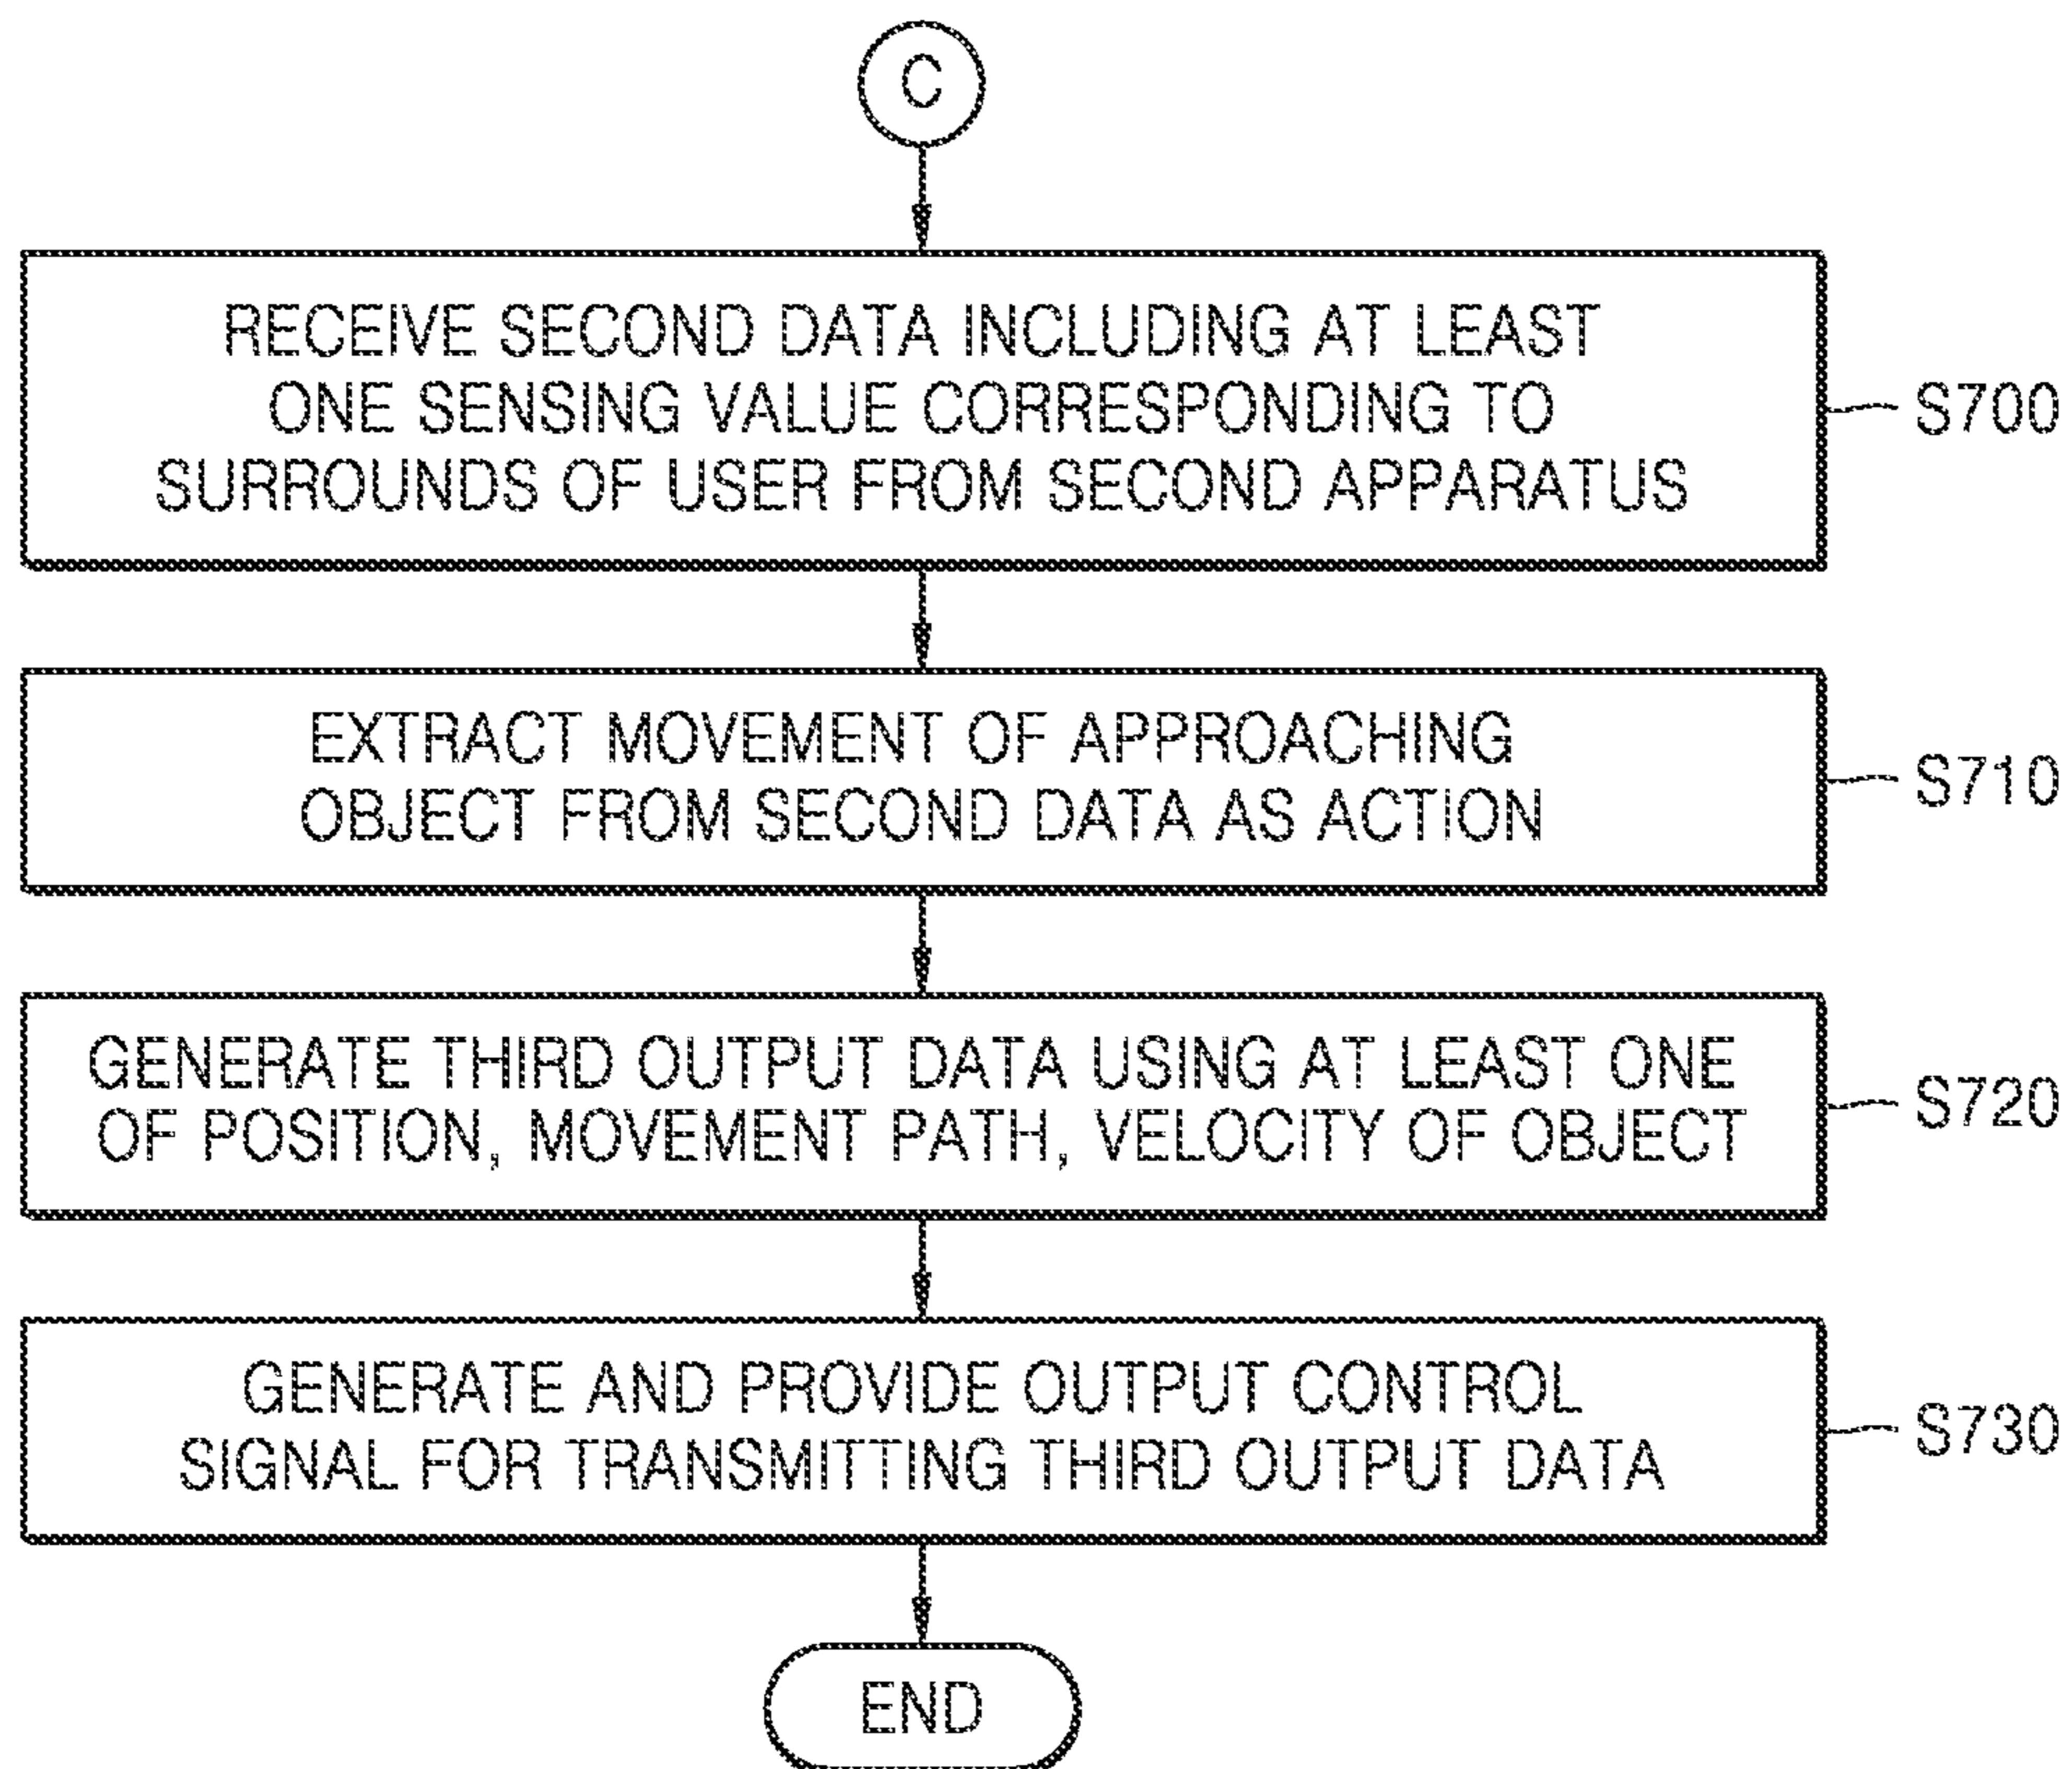 C
RECEIVE SECOND DATA INCLUDING AT LEAST
ONE SENSING VALUE CORRESPONDING TO
SURROUNDS OF USER FROM SECOND APPARATUS
S700
EXTRACT MOVEMENT OF APPROACHING
OBJECT FROM SECOND DATA AS ACTION
S710
GENERATE THIRD OUTPUT DATA USING AT LEAST ONE
OF POSITION, MOVEMENT PATH, VELOCITY OF OBJECT
S720
GENERATE AND PROVIDE OUTPUT CONTROL
SIGNAL FOR TRANSMITTING THIRD OUTPUT DATA
S730
END